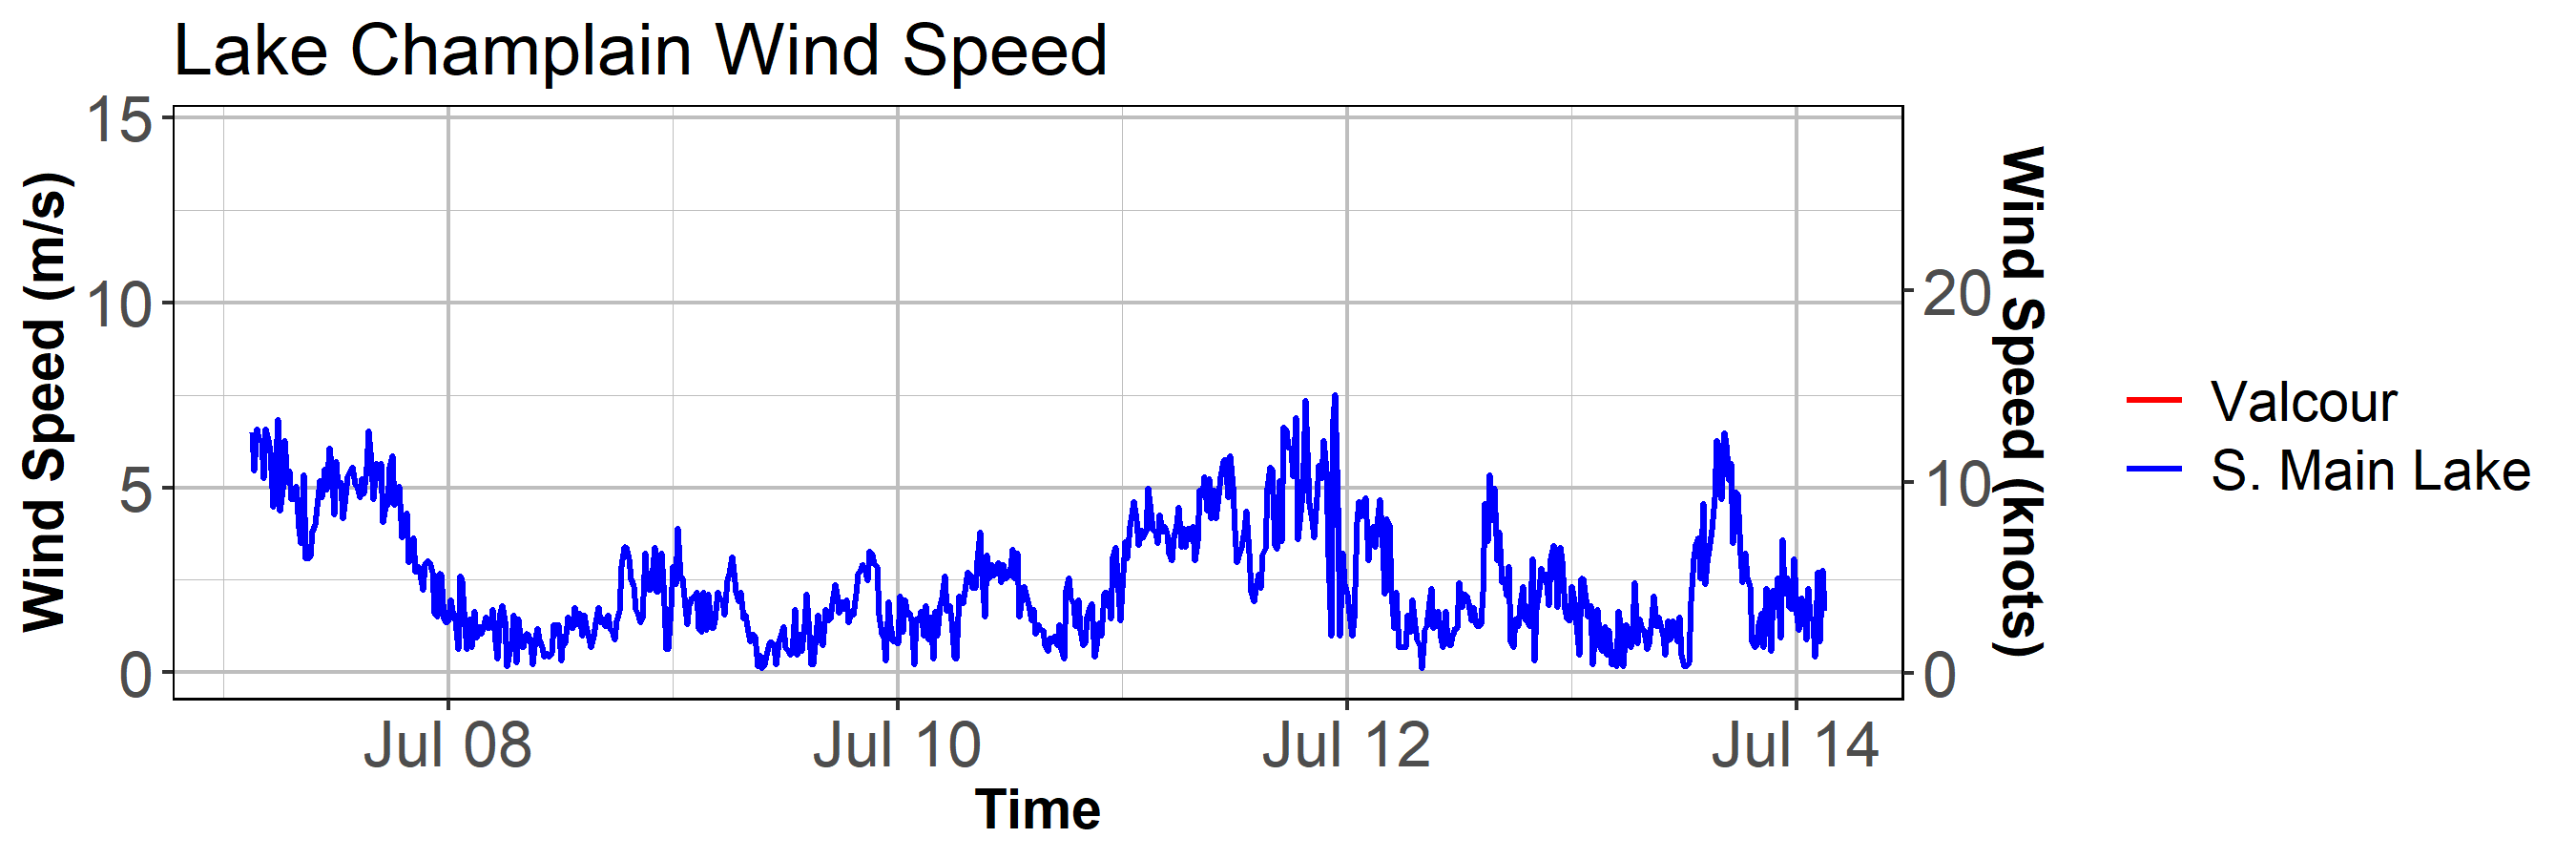 Lake Champlain Wind Speed
Wind Speed (m/s)
15
10
5
0
Jul 08
Jul 10
Jul 12
Jul 14
Time
20
10
0
Wind Speed (knots)
Valcour
S. Main Lake